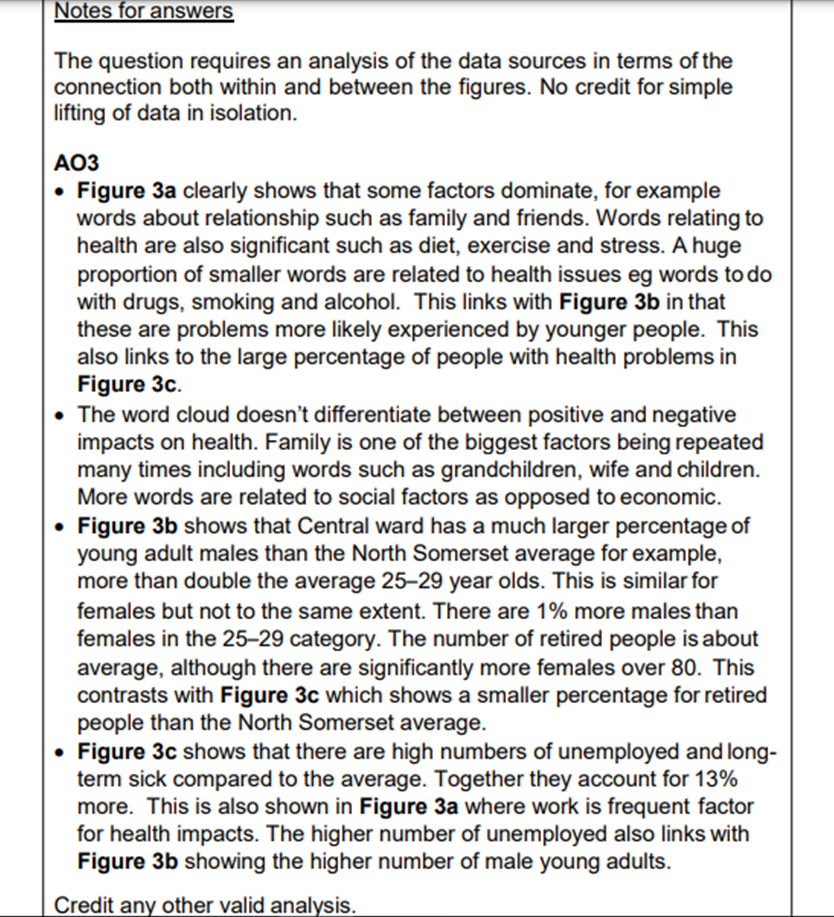 Notes for answers
The question requires an analysis of the data sources in terms of the
connection both within and between the figures. No credit for simple
lifting of data in isolation.
AO3
• Figure 3a clearly shows that some factors dominate, for example
words about relationship such as family and friends. Words relating to
health are also significant such as diet, exercise and stress. A huge
proportion of smaller words are related to health issues eg words to do
with drugs, smoking and alcohol. This links with Figure 3b in that
these are problems more likely experienced by younger people. This
also links to the large percentage of people with health problems in
Figure 3c.
• The word cloud doesn't differentiate between positive and negative
impacts on health. Family is one of the biggest factors being repeated
many times including words such as grandchildren, wife and children.
More words are related to social factors as opposed to economic.
• Figure 3b shows that Central ward has a much larger percentage of
young adult males than the North Somerset average for example,
more than double the average 25–29 year olds. This is similar for
females but not to the same extent. There are 1% more males than
females in the 25–29 category. The number of retired people is about
average, although there are significantly more females over 80. This
contrasts with Figure 3c which shows a smaller percentage for retired
people than the North Somerset average.
• Figure 3c shows that there are high numbers of unemployed and long-
term sick compared to the average. Together they account for 13%
more. This is also shown in Figure 3a where work is frequent factor
for health impacts. The higher number of unemployed also links with
Figure 3b showing the higher number of male young adults.
Credit any other valid analysis.